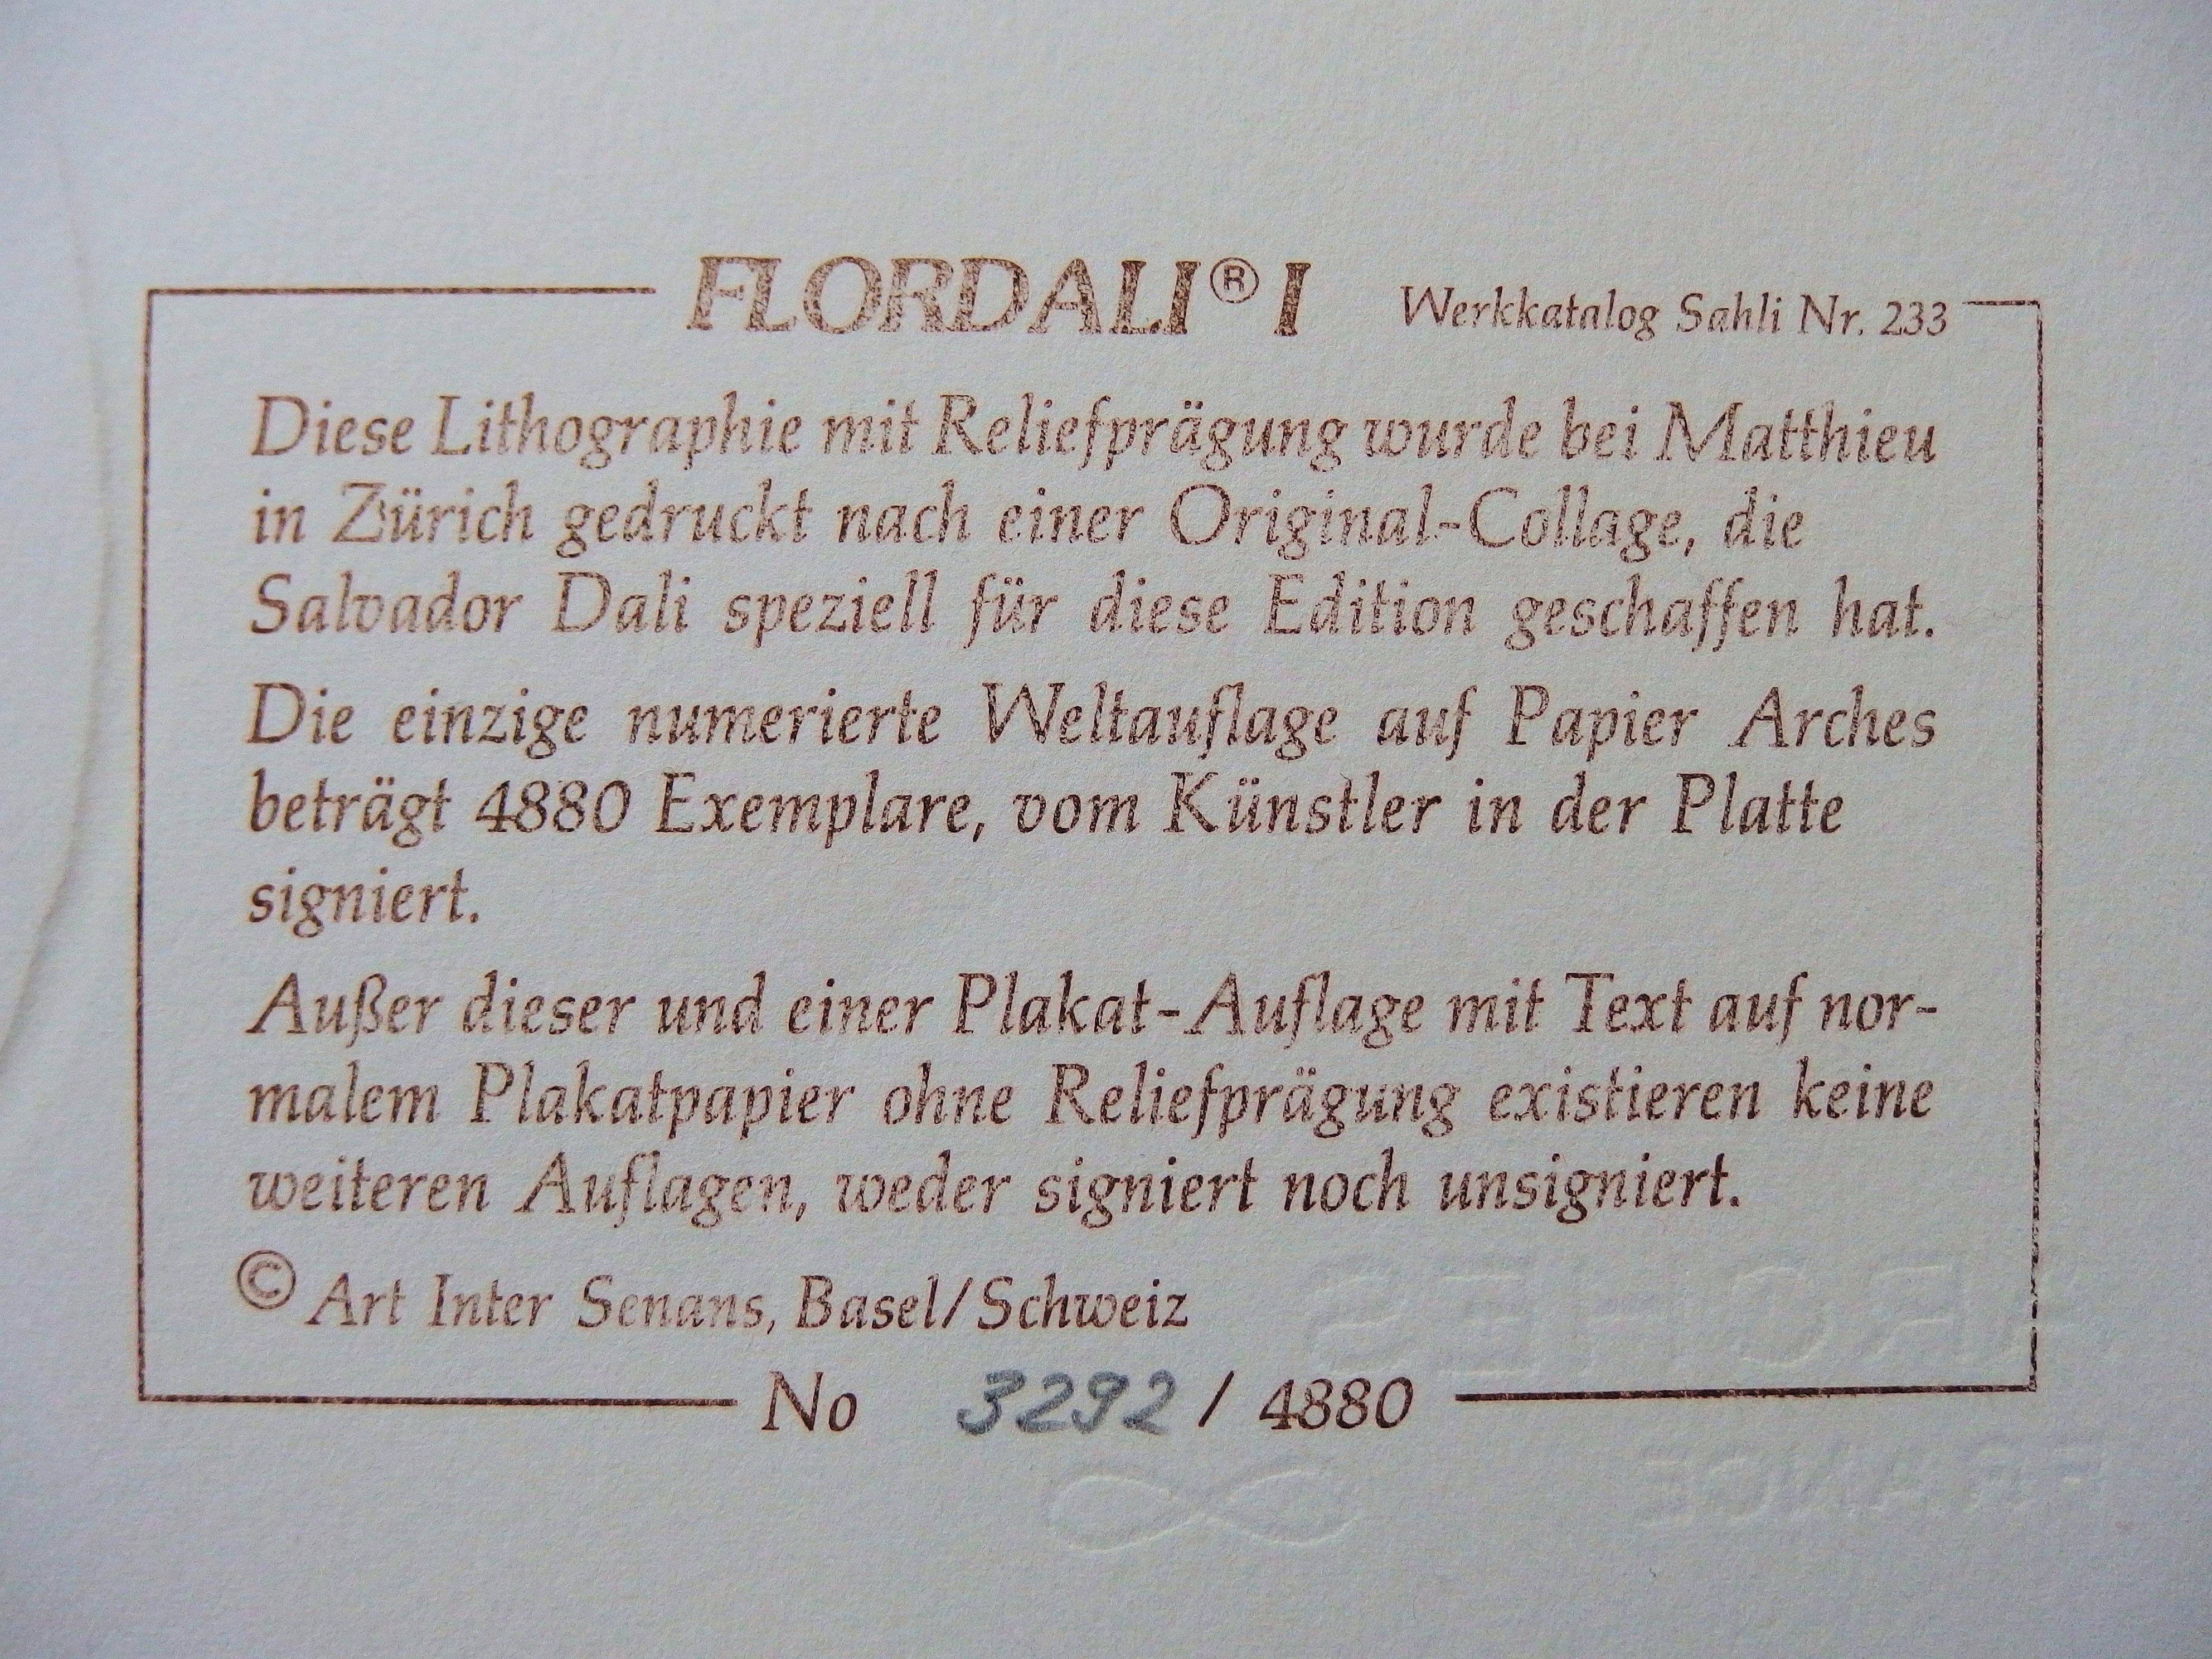 FLORDALI® I Werkkatalog Sahli Nr. 233
Diese Lithographie mit Reliefprägung wurde bei Matthieu
in Zürich gedruckt nach einer Original-Collage, die
Salvador Dali speziell für diese Edition geschaffen hat.
Die einzige numerierte Weltauflage auf Papier Arches
beträgt 4880 Exemplare, vom Künstler in der Platte
signiert.
Außer dieser und einer Plakat-Auflage mit Text auf nor-
malem Plakatpapier ohne Reliefprägung existieren keine
weiteren Auflagen, weder signiert noch unsigniert.
© Art Inter Senans, Basel/Schweiz
ARCHES
No 3292 / 4880
FRANCE
∞